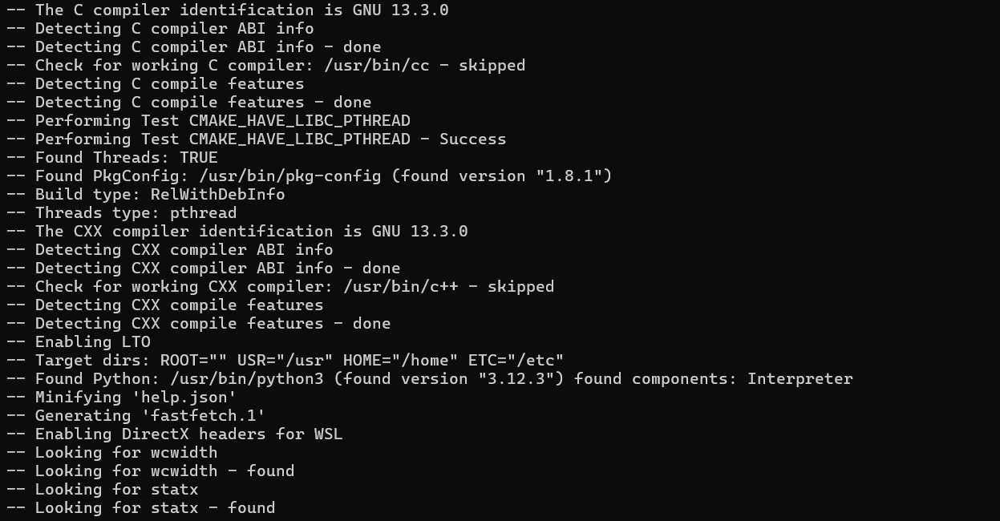 -- The C compiler identification is GNU 13.3.0
-- Detecting C compiler ABI info
-- Detecting C compiler ABI info - done
-- Check for working C compiler: /usr/bin/cc - skipped
-- Detecting C compile features
-- Detecting C compile features - done
-- Performing Test CMAKE_HAVE_LIBC_PTHREAD
-- Performing Test CMAKE_HAVE_LIBC_PTHREAD - Success
-- Found Threads: TRUE
-- Found PkgConfig: /usr/bin/pkg-config (found version "1.8.1")
-- Build type: RelWithDebInfo
-- Threads type: pthread
-- The CXX compiler identification is GNU 13.3.0
-- Detecting CXX compiler ABI info
-- Detecting CXX compiler ABI info - done
-- Check for working CXX compiler: /usr/bin/c++ - skipped
-- Detecting CXX compile features
-- Detecting CXX compile features - done
-- Enabling LTO
-- Target dirs: ROOT="" USR="/usr" HOME="/home" ETC="/etc"
-- Found Python: /usr/bin/python3 (found version "3.12.3") found components: Interpreter
-- Minifying 'help.json'
-- Generating 'fastfetch.1'
-- Enabling DirectX headers for WSL
-- Looking for wcwidth
-- Looking for wcwidth - found
-- Looking for statx
-- Looking for statx - found